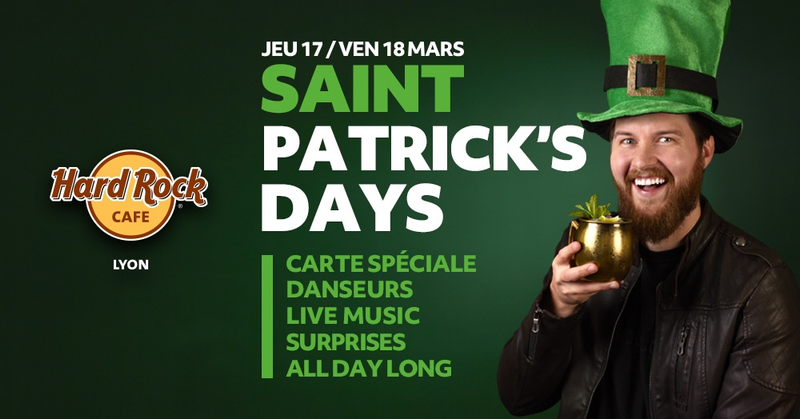 JEU 17 / VEN 18 MARS
SAINT
PATRICK'S
DAYS
Hard Rock
CAFE
®
LYON
CARTE SPÉCIALE
DANSEURS
LIVE MUSIC
SURPRISES
ALL DAY LONG